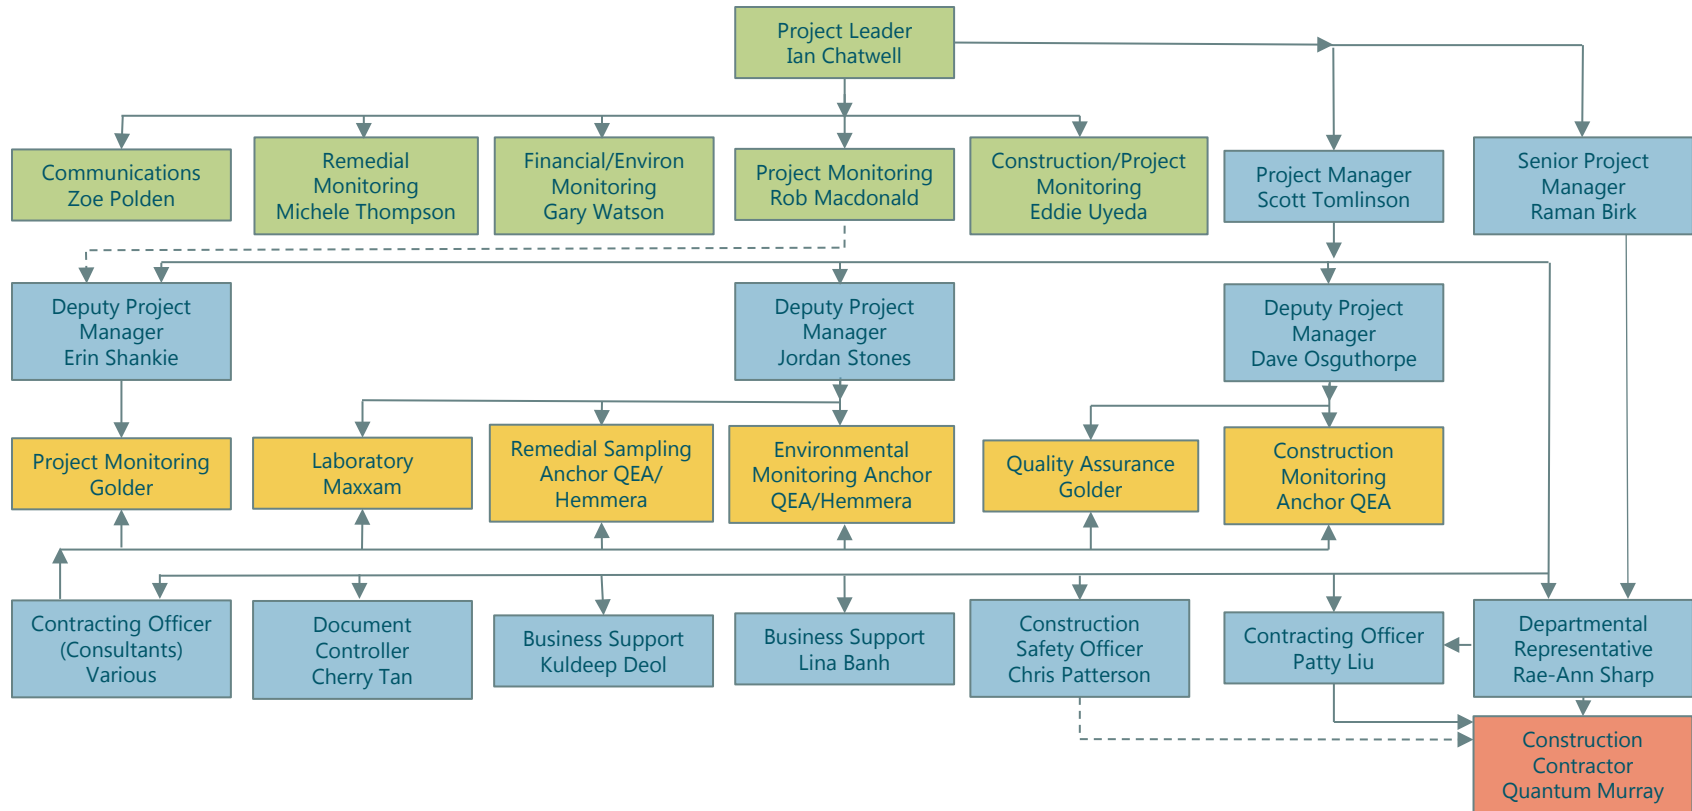 Project Leader
Ian Chatwell
Communications
Zoe Polden
Remedial
Monitoring
Michele Thompson
Financial/Environ
Monitoring
Gary Watson
Project Monitoring
Rob Macdonald
Construction/Project
Monitoring
Eddie Uyeda
Project Manager
Scott Tomlinson
Senior Project
Manager
Raman Birk
Deputy Project
Manager
Erin Shankie
Deputy Project
Manager
Jordan Stones
Deputy Project
Manager
Dave Osguthorpe
Project Monitoring
Golder
Laboratory
Maxxam
Remedial Sampling
Anchor QEA/
Hemmera
Environmental
Monitoring Anchor
QEA/Hemmera
Quality Assurance
Golder
Construction
Monitoring
Anchor QEA
Contracting Officer
(Consultants)
Various
Document
Controller
Cherry Tan
Business Support
Kuldeep Deol
Business Support
Lina Banh
Construction
Safety Officer
Chris Patterson
Contracting Officer
Patty Liu
Departmental
Representative
Rae-Ann Sharp
Construction
Contractor
Quantum Murray